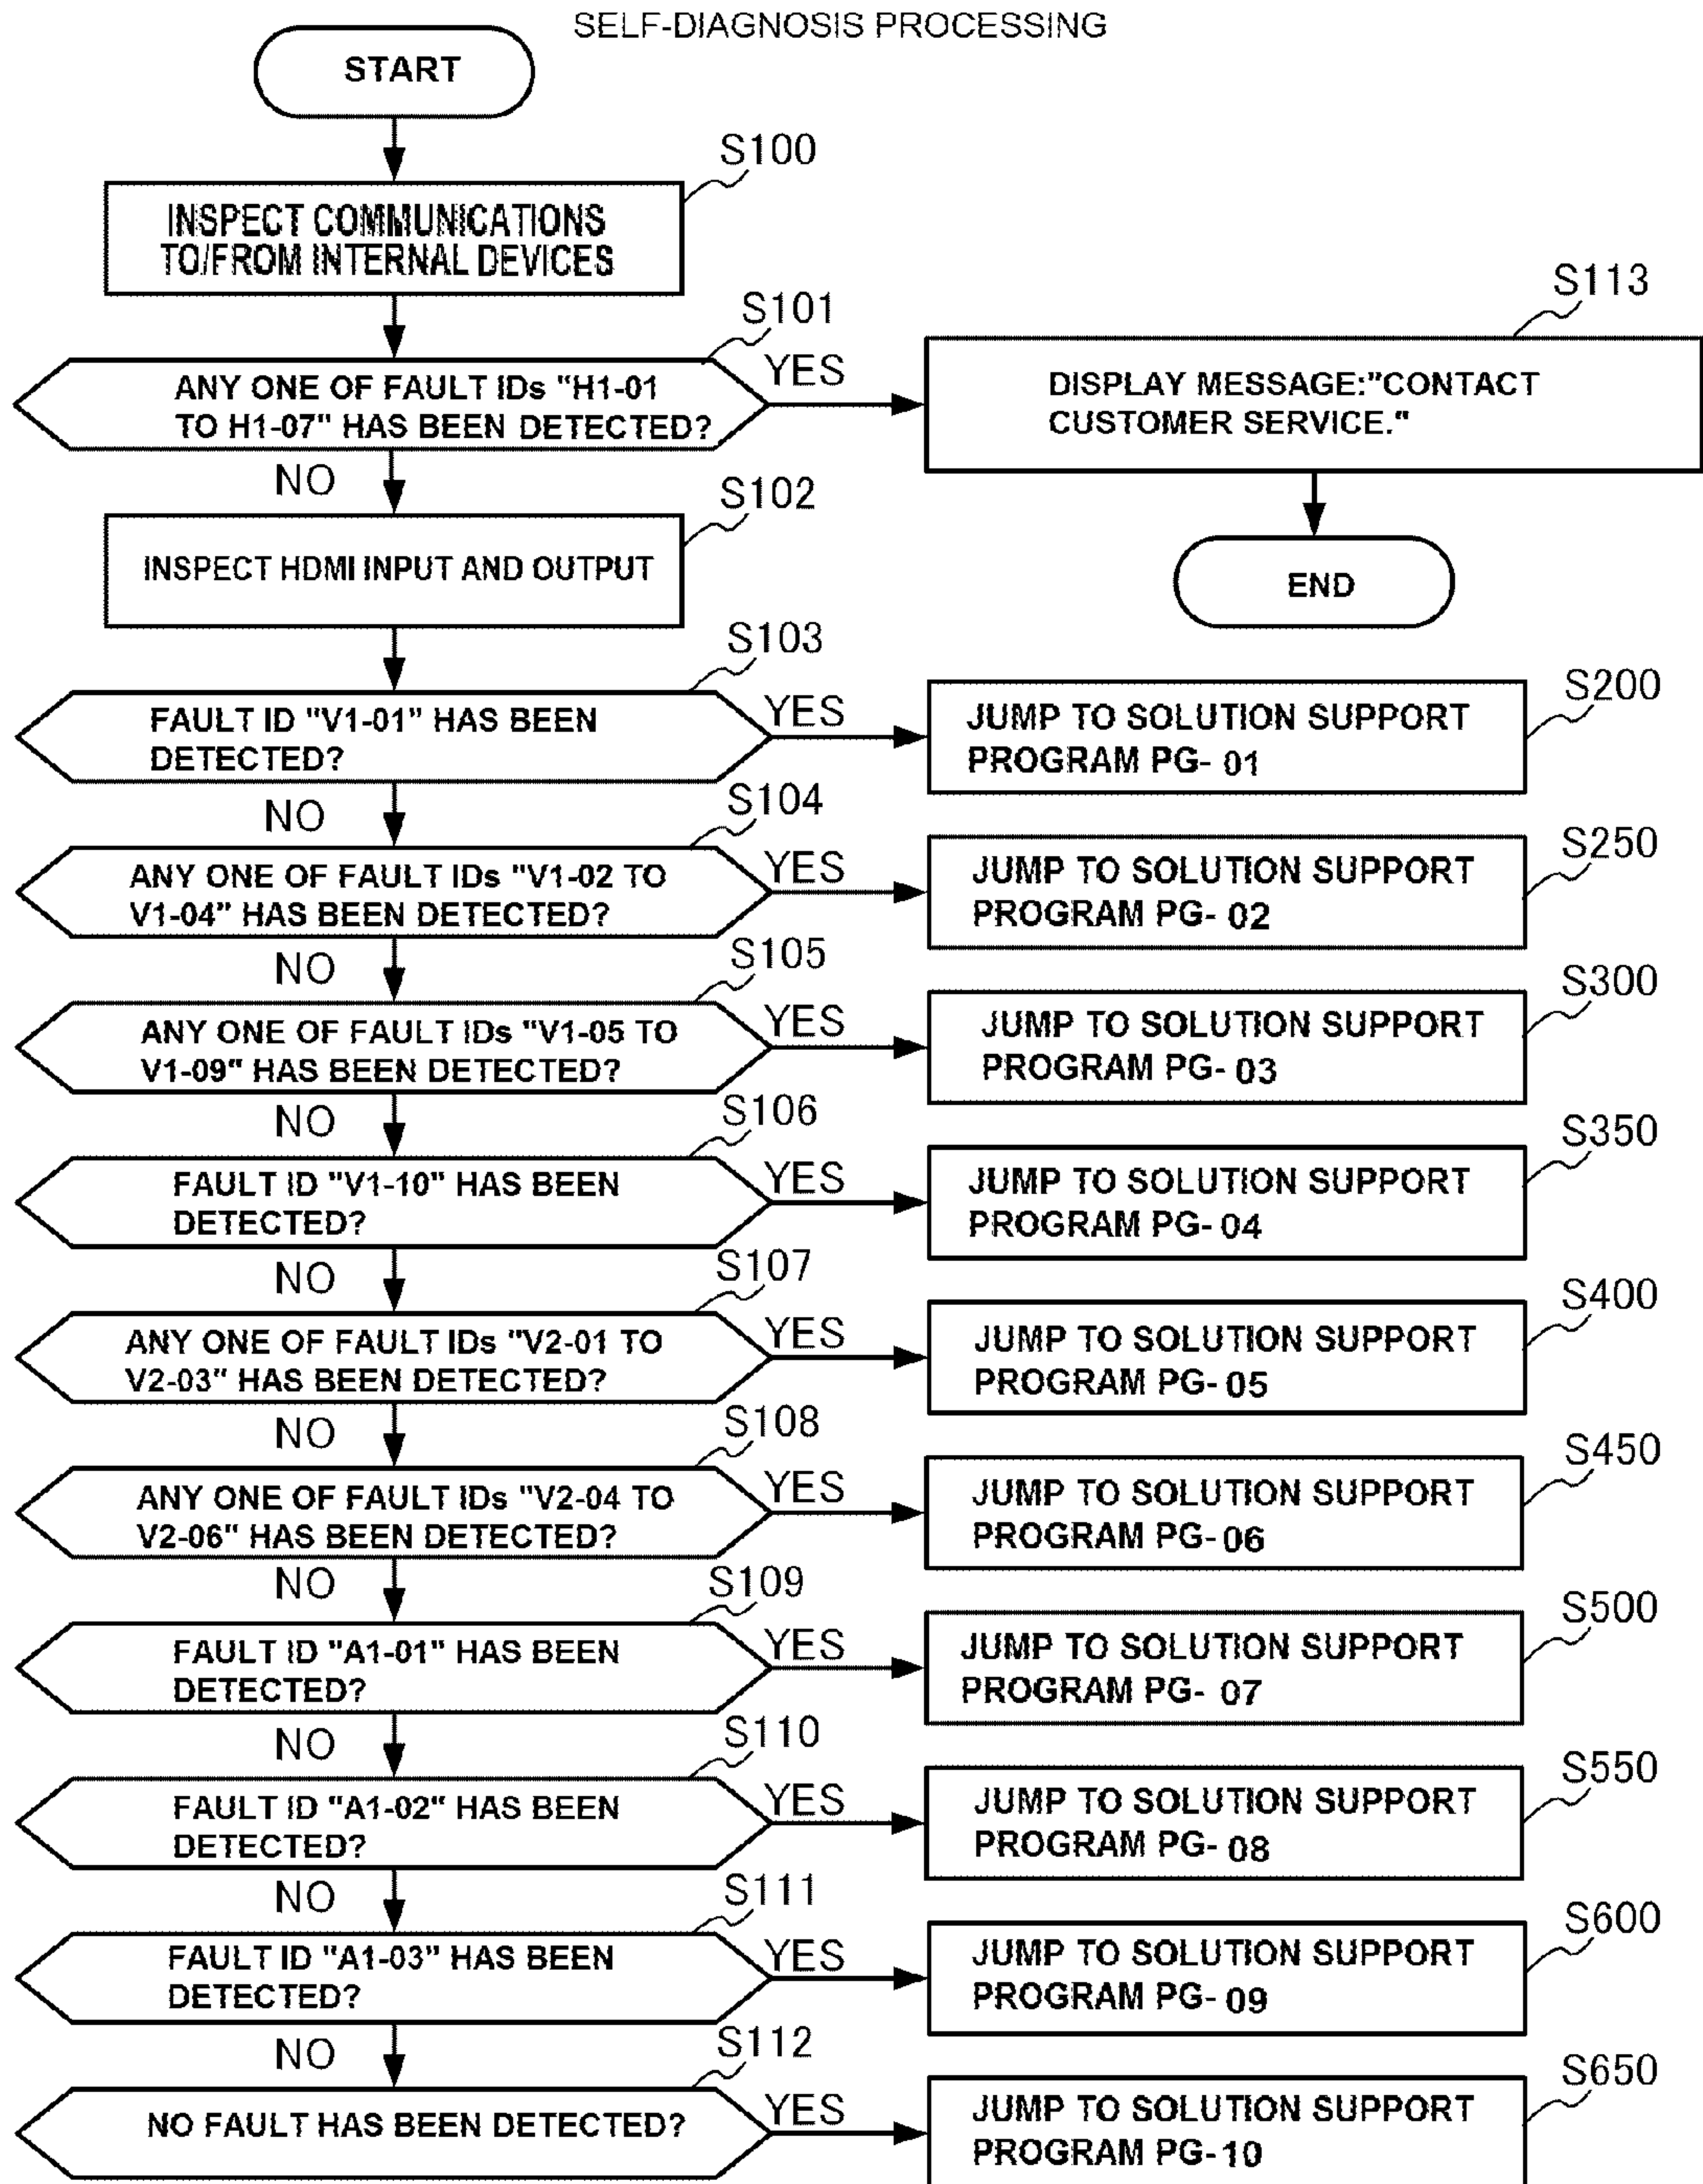 SELF-DIAGNOSIS PROCESSING
START
S100
INSPECT COMMUNICATIONS
TO/FROM INTERNAL DEVICES
S101
ANY ONE OF FAULT IDs "H1-01
TO H1-07" HAS BEEN DETECTED?
YES
S113
DISPLAY MESSAGE:"CONTACT
CUSTOMER SERVICE."
END
NO
S102
INSPECT HDMI INPUT AND OUTPUT
S103
FAULT ID "V1-01" HAS BEEN
DETECTED?
YES
S200
JUMP TO SOLUTION SUPPORT
PROGRAM PG- 01
NO
S104
ANY ONE OF FAULT IDs "V1-02 TO
V1-04" HAS BEEN DETECTED?
YES
S250
JUMP TO SOLUTION SUPPORT
PROGRAM PG- 02
NO
S105
ANY ONE OF FAULT IDs "V1-05 TO
V1-09" HAS BEEN DETECTED?
YES
S300
JUMP TO SOLUTION SUPPORT
PROGRAM PG- 03
NO
S106
FAULT ID "V1-10" HAS BEEN
DETECTED?
YES
S350
JUMP TO SOLUTION SUPPORT
PROGRAM PG- 04
NO
S107
ANY ONE OF FAULT IDs "V2-01 TO
V2-03" HAS BEEN DETECTED?
YES
S400
JUMP TO SOLUTION SUPPORT
PROGRAM PG- 05
NO
S108
ANY ONE OF FAULT IDs "V2-04 TO
V2-06" HAS BEEN DETECTED?
YES
S450
JUMP TO SOLUTION SUPPORT
PROGRAM PG- 06
NO
S109
FAULT ID "A1-01" HAS BEEN
DETECTED?
YES
S500
JUMP TO SOLUTION SUPPORT
PROGRAM PG- 07
NO
S110
FAULT ID "A1-02" HAS BEEN
DETECTED?
YES
S550
JUMP TO SOLUTION SUPPORT
PROGRAM PG- 08
NO
S111
FAULT ID "A1-03" HAS BEEN
DETECTED?
YES
S600
JUMP TO SOLUTION SUPPORT
PROGRAM PG- 09
NO
S112
NO FAULT HAS BEEN DETECTED?
YES
S650
JUMP TO SOLUTION SUPPORT
PROGRAM PG-10